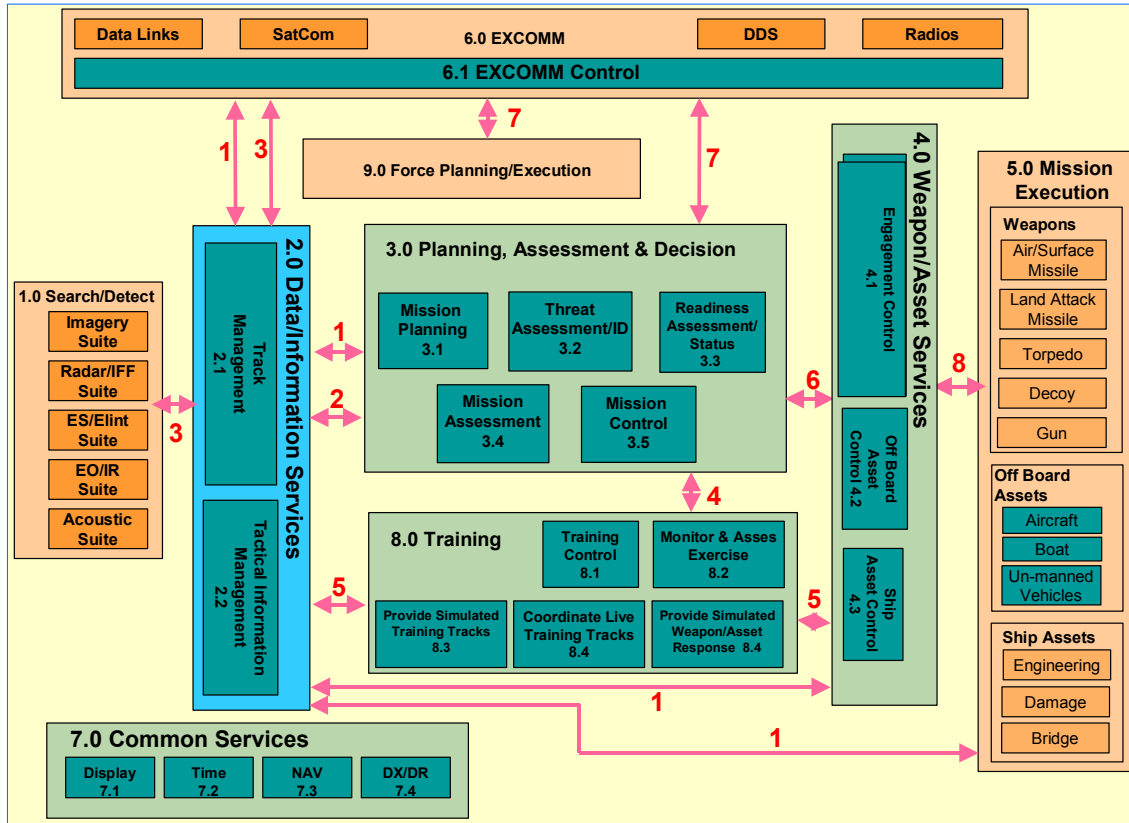 Data Links
SatCom
6.0 EXCOMM
DDS
Radios
6.1 EXCOMM Control
1
3
7
7
9.0 Force Planning/Execution
1.0 Search/Detect
Imagery
Suite
Radar/IFF
Suite
ES/Elint
Suite
EO/IR
Suite
Acoustic
Suite
3
2.0 Data/Information Services
Track
Management
2.1
Tactical Information
Management
2.2
1
2
5
3.0 Planning, Assessment & Decision
Mission
Planning
3.1
Threat
Assessment/ID
3.2
Readiness
Assessment/
Status
3.3
Mission
Assessment
3.4
Mission
Control
3.5
6
4
8.0 Training
Training
Control
8.1
Monitor & Asses
Exercise
8.2
Provide Simulated
Training Tracks
8.3
Coordinate Live
Training Tracks
8.4
Provide Simulated
Weapon/Asset
Response 8.4
5
4.0 Weapon/Asset Services
Engagement Control
4.1
Off Board
Asset
Control 4.2
Ship
Asset Control
4.3
8
5.0 Mission
Execution
Weapons
Air/Surface
Missile
Land Attack
Missile
Torpedo
Decoy
Gun
Off Board
Assets
Aircraft
Boat
Un-manned
Vehicles
Ship Assets
Engineering
Damage
Bridge
1
1
7.0 Common Services
Display
7.1
Time
7.2
NAV
7.3
DX/DR
7.4